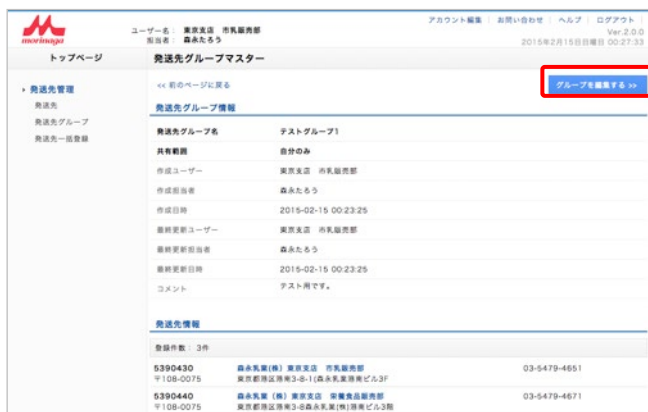 morinaga
ユーザー名： 東京支店 市乳販売部
担当者： 森永たろう
アカウント編集 | お問い合わせ | ヘルプ | ログアウト
Ver.2.0.0
2015年2月15日日曜日 00:27:33
トップページ
発送先グループマスター
発送先管理
発送先
発送先グループ
発送先一括登録
<< 前のページに戻る
グループを編集する >>
発送先グループ情報
発送先グループ名 テストグループ1
共有範囲 自分のみ
作成ユーザー 東京支店 市乳販売部
作成担当者 森永たろう
作成日時 2015-02-15 00:23:25
最終更新ユーザー 東京支店 市乳販売部
最終更新担当者 森永たろう
最終更新日時 2015-02-15 00:23:25
コメント テスト用です。
発送先情報
登録件数： 3件
5390430 森永乳業(株) 東京支店 市乳販売部 03-5479-4651
〒108-0075 東京都港区港南3-8-1(森永乳業港南ビル3F
5390440 森永乳業（株）東京支店 栄養食品販売部 03-5479-4671
〒108-0075 東京都港区港南3-8森永乳業(株)港南ビル3階